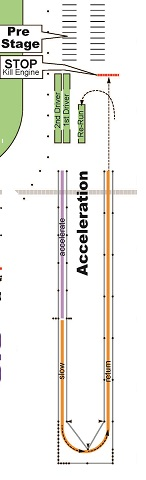 Pre
Stage
STOP
Kill Engine
2nd Driver
1st Driver
Re-Run
accelerate
Acceleration
slow
return